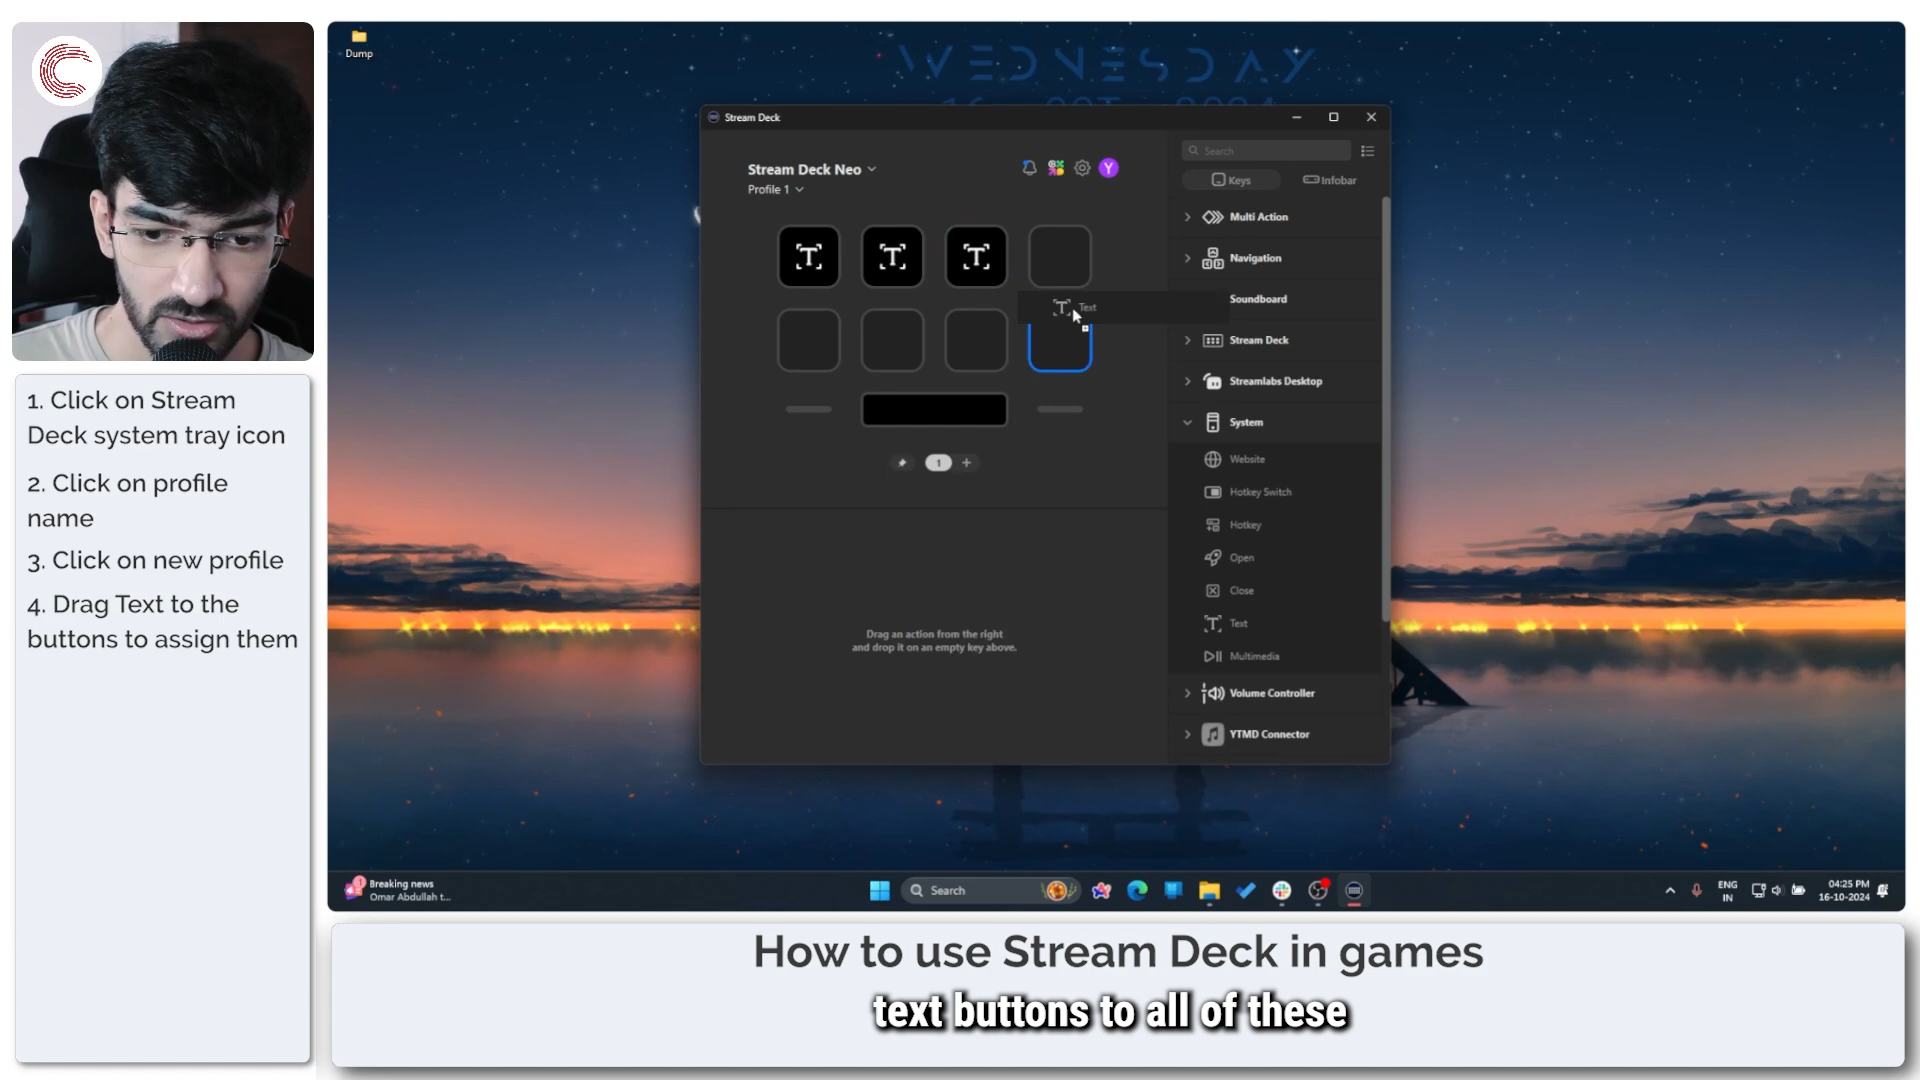 Dump
WEDNESDAY
Stream Deck
Stream Deck Neo
Profile 1
Y
Search
Keys
Infobar
Multi Action
Navigation
Soundboard
Text
Stream Deck
Streamlabs Desktop
System
Website
Hotkey Switch
Hotkey
Open
Close
Text
Multimedia
Volume Controller
YTMD Connector
1
Drag an action from the right
and drop it on an empty key above.
1. Click on Stream
Deck system tray icon
2. Click on profile
name
3. Click on new profile
4. Drag Text to the
buttons to assign them
1
Breaking news
Omar Abdullah t...
Search
ENG
IN
04:25 PM
16-10-2024
How to use Stream Deck in games
text buttons to all of these